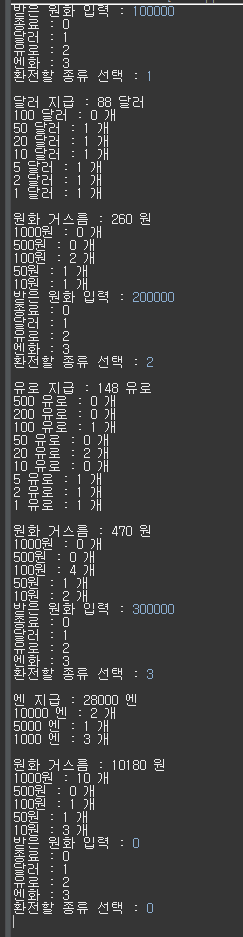 받은 원화 입력 : 100000
종료 : 0
달러 : 1
유로 : 2
엔화 : 3
환전할 종류 선택 : 1
달러 지급 : 88 달러
100 달러 : 0 개
50 달러 : 1 개
20 달러 : 1 개
10 달러 : 1 개
5 달러 : 1 개
2 달러 : 1 개
1 달러 : 1 개
원화 거스름 : 260 원
1000원 : 0 개
500원 : 0 개
100원 : 2 개
50원 : 1 개
10원 : 1 개
받은 원화 입력 : 200000
종료 : 0
달러 : 1
유로 : 2
엔화 : 3
환전할 종류 선택 : 2
유로 지급 : 148 유로
500 유로 : 0 개
200 유로 : 0 개
100 유로 : 1 개
50 유로 : 0 개
20 유로 : 2 개
10 유로 : 0 개
5 유로 : 1 개
2 유로 : 1 개
1 유로 : 1 개
원화 거스름 : 470 원
1000원 : 0 개
500원 : 0 개
100원 : 4 개
50원 : 1 개
10원 : 2 개
받은 원화 입력 : 300000
종료 : 0
달러 : 1
유로 : 2
엔화 : 3
환전할 종류 선택 : 3
엔 지급 : 28000 엔
10000 엔 : 2 개
5000 엔 : 1 개
1000 엔 : 3 개
원화 거스름 : 10180 원
1000원 : 10 개
500원 : 0 개
100원 : 1 개
50원 : 1 개
10원 : 3 개
받은 원화 입력 : 0
종료 : 0
달러 : 1
유로 : 2
엔화 : 3
환전할 종류 선택 : 0